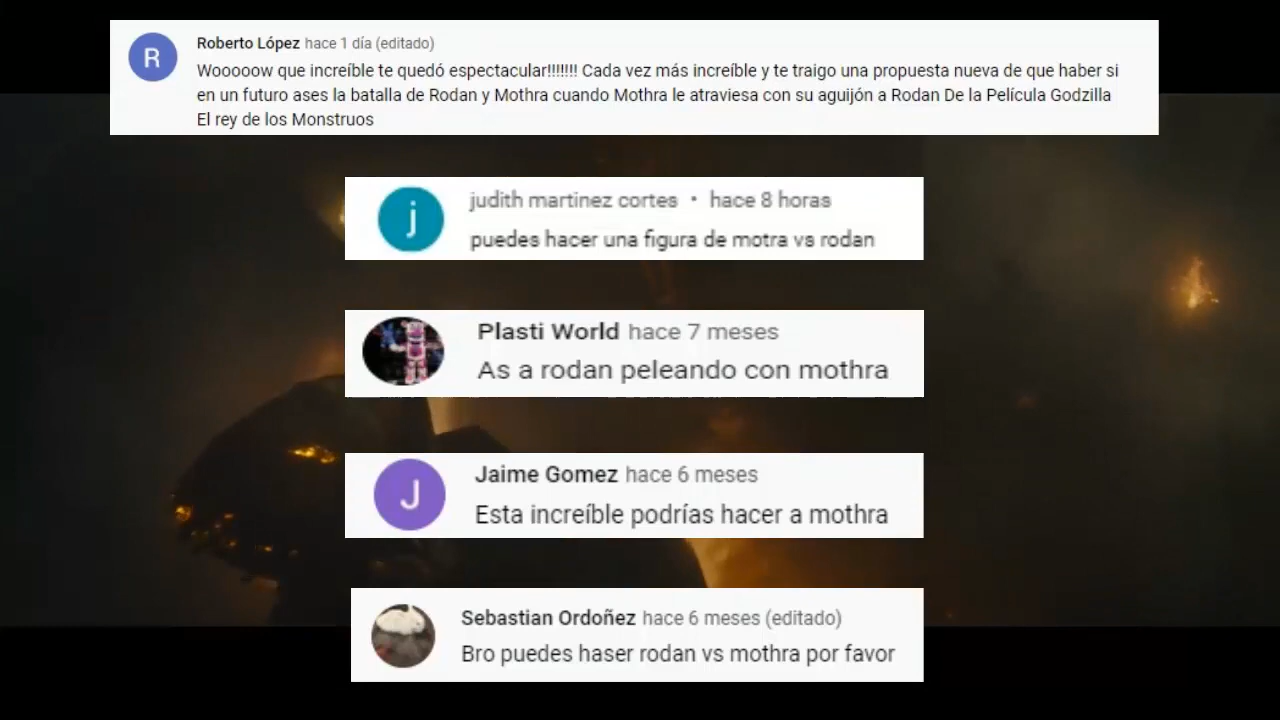 R
Roberto López hace 1 día (editado)
Wooooow que increíble te quedó espectacular!!!!!!! Cada vez más increíble y te traigo una propuesta nueva de que haber si
en un futuro ases la batalla de Rodan y Mothra cuando Mothra le atraviesa con su aguijón a Rodan De la Película Godzilla
El rey de los Monstruos
j
judith martinez cortes • hace 8 horas
puedes hacer una figura de motra vs rodan
Plasti World hace 7 meses
As a rodan peleando con mothra
J
Jaime Gomez hace 6 meses
Esta increíble podrías hacer a mothra
Sebastian Ordoñez hace 6 meses (editado)
Bro puedes haser rodan vs mothra por favor